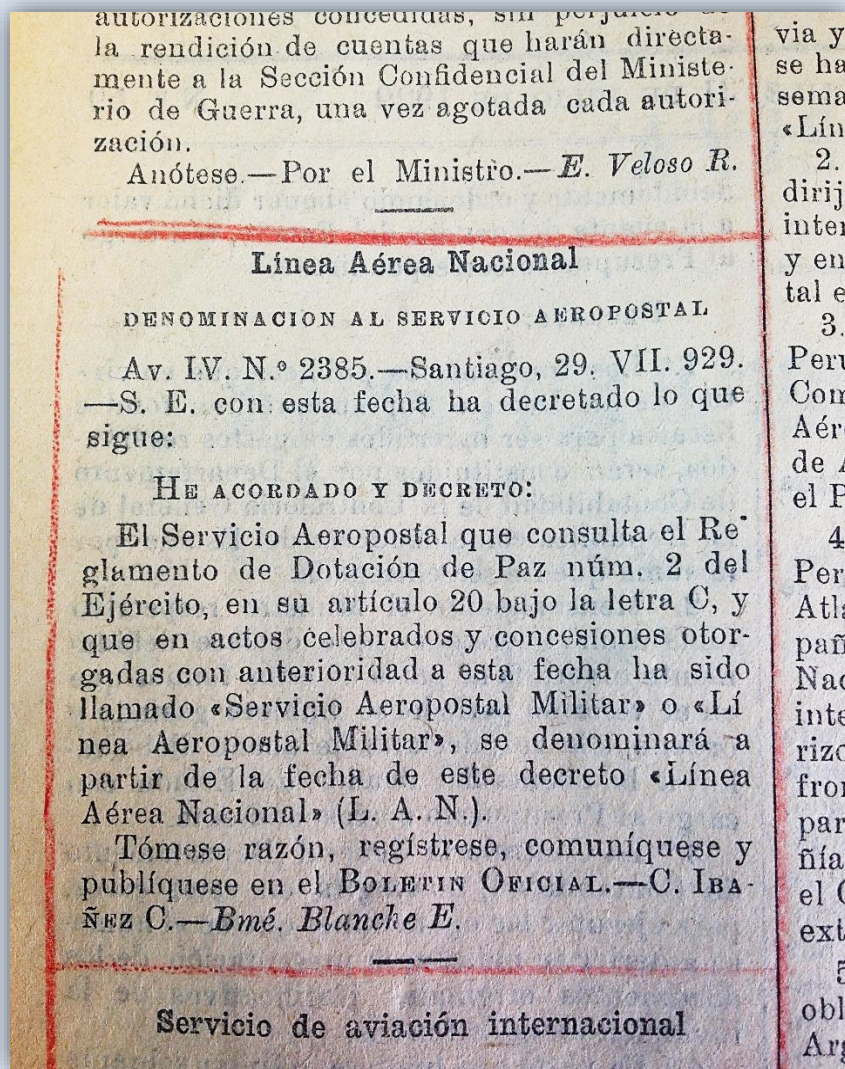 autorizaciones concedidas, sin perjuicio de
la rendición de cuentas que harán directa-
mente a la Sección Confidencial del Ministe-
rio de Guerra, una vez agotada cada autori-
zación.
Anótese.—Por el Ministro.—E. Veloso R.
Línea Aérea Nacional
DENOMINACION AL SERVICIO AEROPOSTAL
Av. IV. N.º 2385.—Santiago, 29. VII. 929.
—S. E. con esta fecha ha decretado lo que
sigue:
HE ACORDADO Y DECRETO:
El Servicio Aeropostal que consulta el Re-
glamento de Dotación de Paz núm. 2 del
Ejército, en su artículo 20 bajo la letra C, y
que en actos celebrados y concesiones otor-
gadas con anterioridad a esta fecha ha sido
llamado «Servicio Aeropostal Militar» o «Lí
nea Aeropostal Militar», se denominará a
partir de la fecha de este decreto «Línea
Aérea Nacional» (L. A. N.).
Tómese razón, regístrese, comuníquese y
publíquese en el BOLETIN OFICIAL.—C. IBA-
ÑEZ C.—Bmé. Blanche E.
Servicio de aviación internacional
via y
se ha
sema
«Lín
2.
dirij
inter
y en
tal e
3.
Peru
Com
Aére
de A
el P
4
Per
Atla
pañ
Nac
inte
rizo
fron
par
ñía
el C
ext
5
obl
Arg